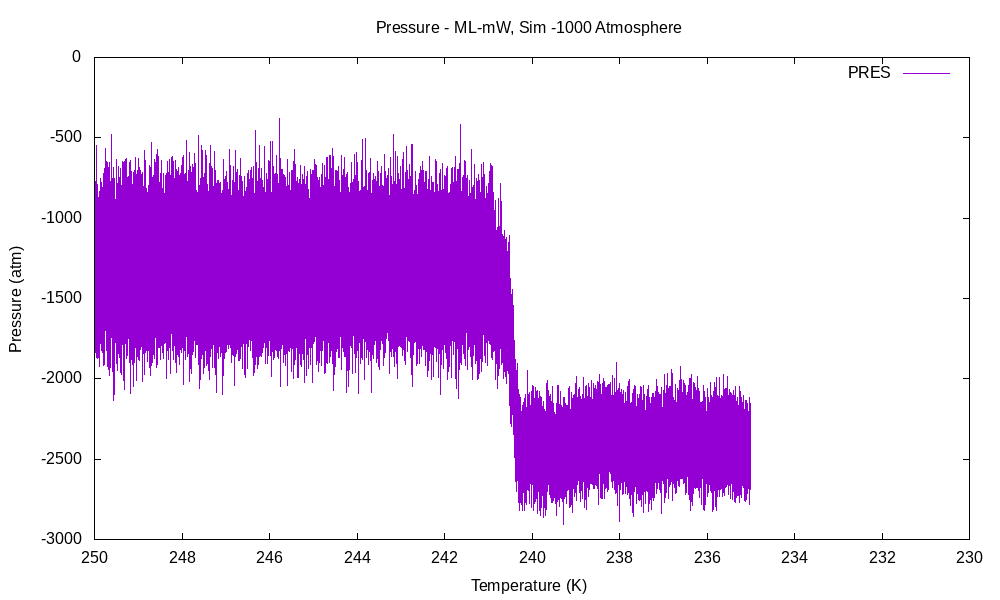 Pressure - ML-mW, Sim -1000 Atmosphere
PRES
Pressure (atm)
0
-500
-1000
-1500
-2000
-2500
-3000
250 248 246 244 242 240 238 236 234 232 230
Temperature (K)